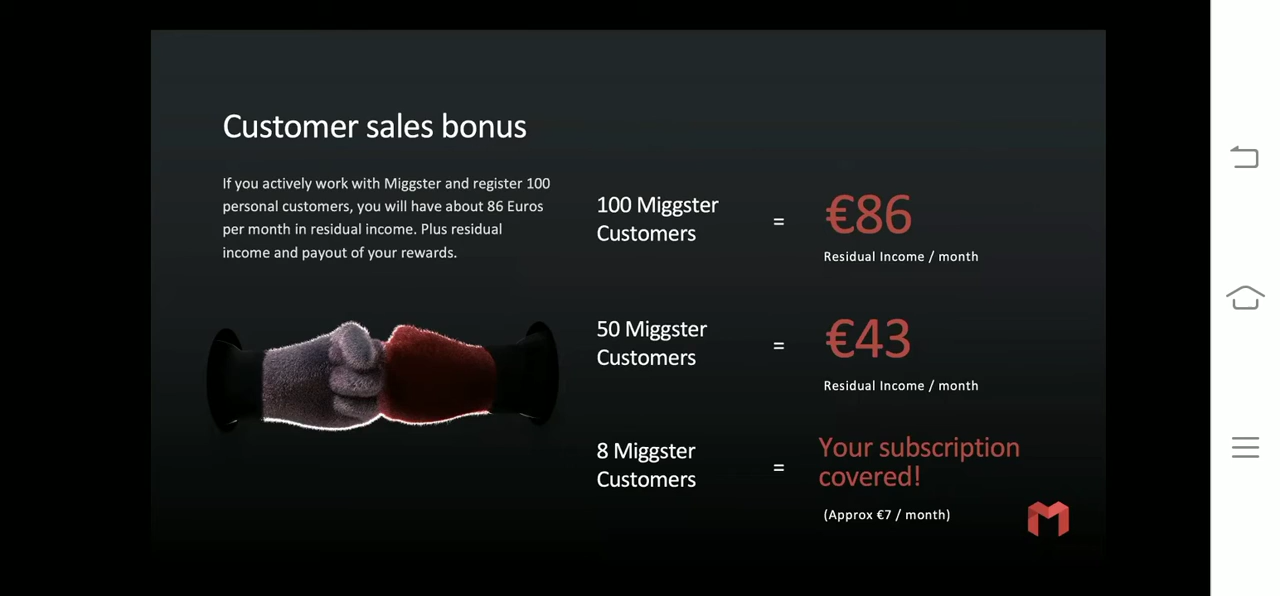 Customer sales bonus
If you actively work with Miggster and register 100
personal customers, you will have about 86 Euros
per month in residual income. Plus residual
income and payout of your rewards.
100 Miggster
Customers
=
€86
Residual Income / month
50 Miggster
Customers
=
€43
Residual Income / month
8 Miggster
Customers
=
Your subscription
covered!
(Approx €7 / month)